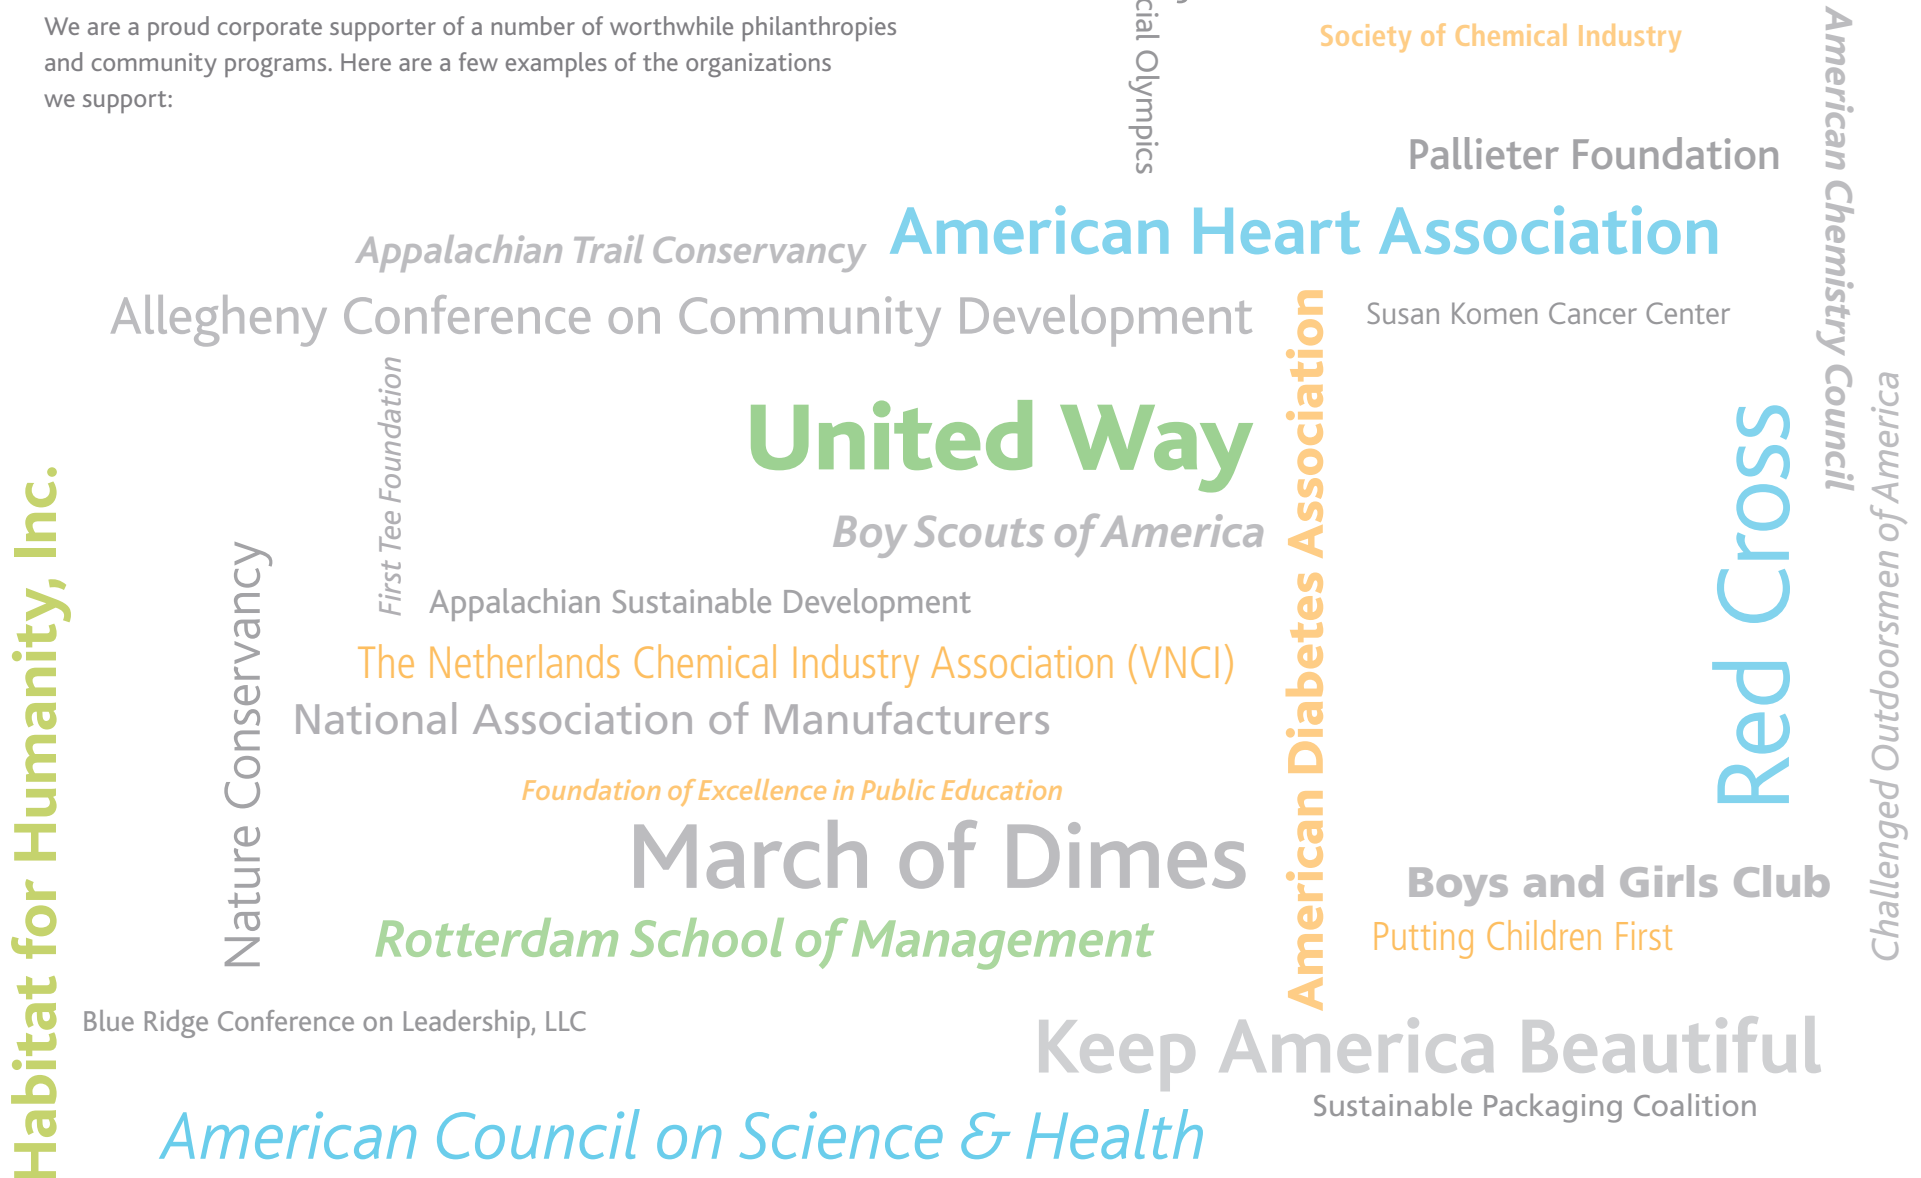 We are a proud corporate supporter of a number of worthwhile philanthropies
and community programs. Here are a few examples of the organizations
we support:
Olympics
Society of Chemical Industry
American Chemistry Council
Pallieter Foundation
American Heart Association
Appalachian Trail Conservancy
Allegheny Conference on Community Development
Susan Komen Cancer Center
American Diabetes Association
First Tee Foundation
United Way
Red Cross
Challenged Outdoorsmen of America
Habitat for Humanity, Inc.
Boy Scouts of America
Nature Conservancy
Appalachian Sustainable Development
The Netherlands Chemical Industry Association (VNCI)
National Association of Manufacturers
Foundation of Excellence in Public Education
March of Dimes
Boys and Girls Club
Rotterdam School of Management
Putting Children First
Blue Ridge Conference on Leadership, LLC
Keep America Beautiful
Sustainable Packaging Coalition
American Council on Science & Health